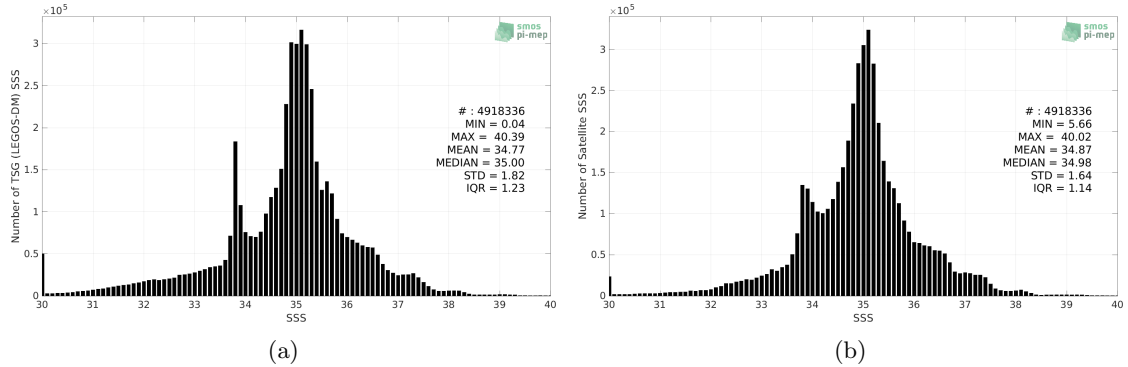 ×10⁵
3
2.5
2
1.5
1
0.5
0
Number of TSG (LEGOS-DM) SSS
smos
pi-mep
# : 4918336
MIN = 0.04
MAX = 40.39
MEAN = 34.77
MEDIAN = 35.00
STD = 1.82
IQR = 1.23
30 31 32 33 34 35 36 37 38 39 40
SSS
(a)
×10⁵
3
2.5
2
1.5
1
0.5
0
Number of Satellite SSS
smos
pi-mep
# : 4918336
MIN = 5.66
MAX = 40.02
MEAN = 34.87
MEDIAN = 34.98
STD = 1.64
IQR = 1.14
30 31 32 33 34 35 36 37 38 39 40
SSS
(b)